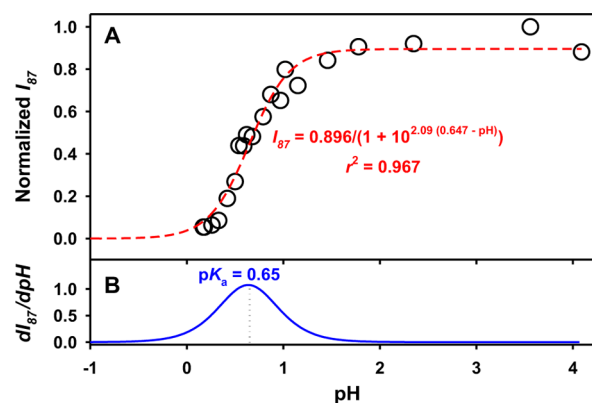 A
Normalized I87
1.0
0.8
0.6
0.4
0.2
0.0
I87 = 0.896/(1 + 10^2.09 (0.647 - pH))
r² = 0.967
B
pKa = 0.65
dI87/dpH
1.0
0.5
0.0
-1 0 1 2 3 4
pH